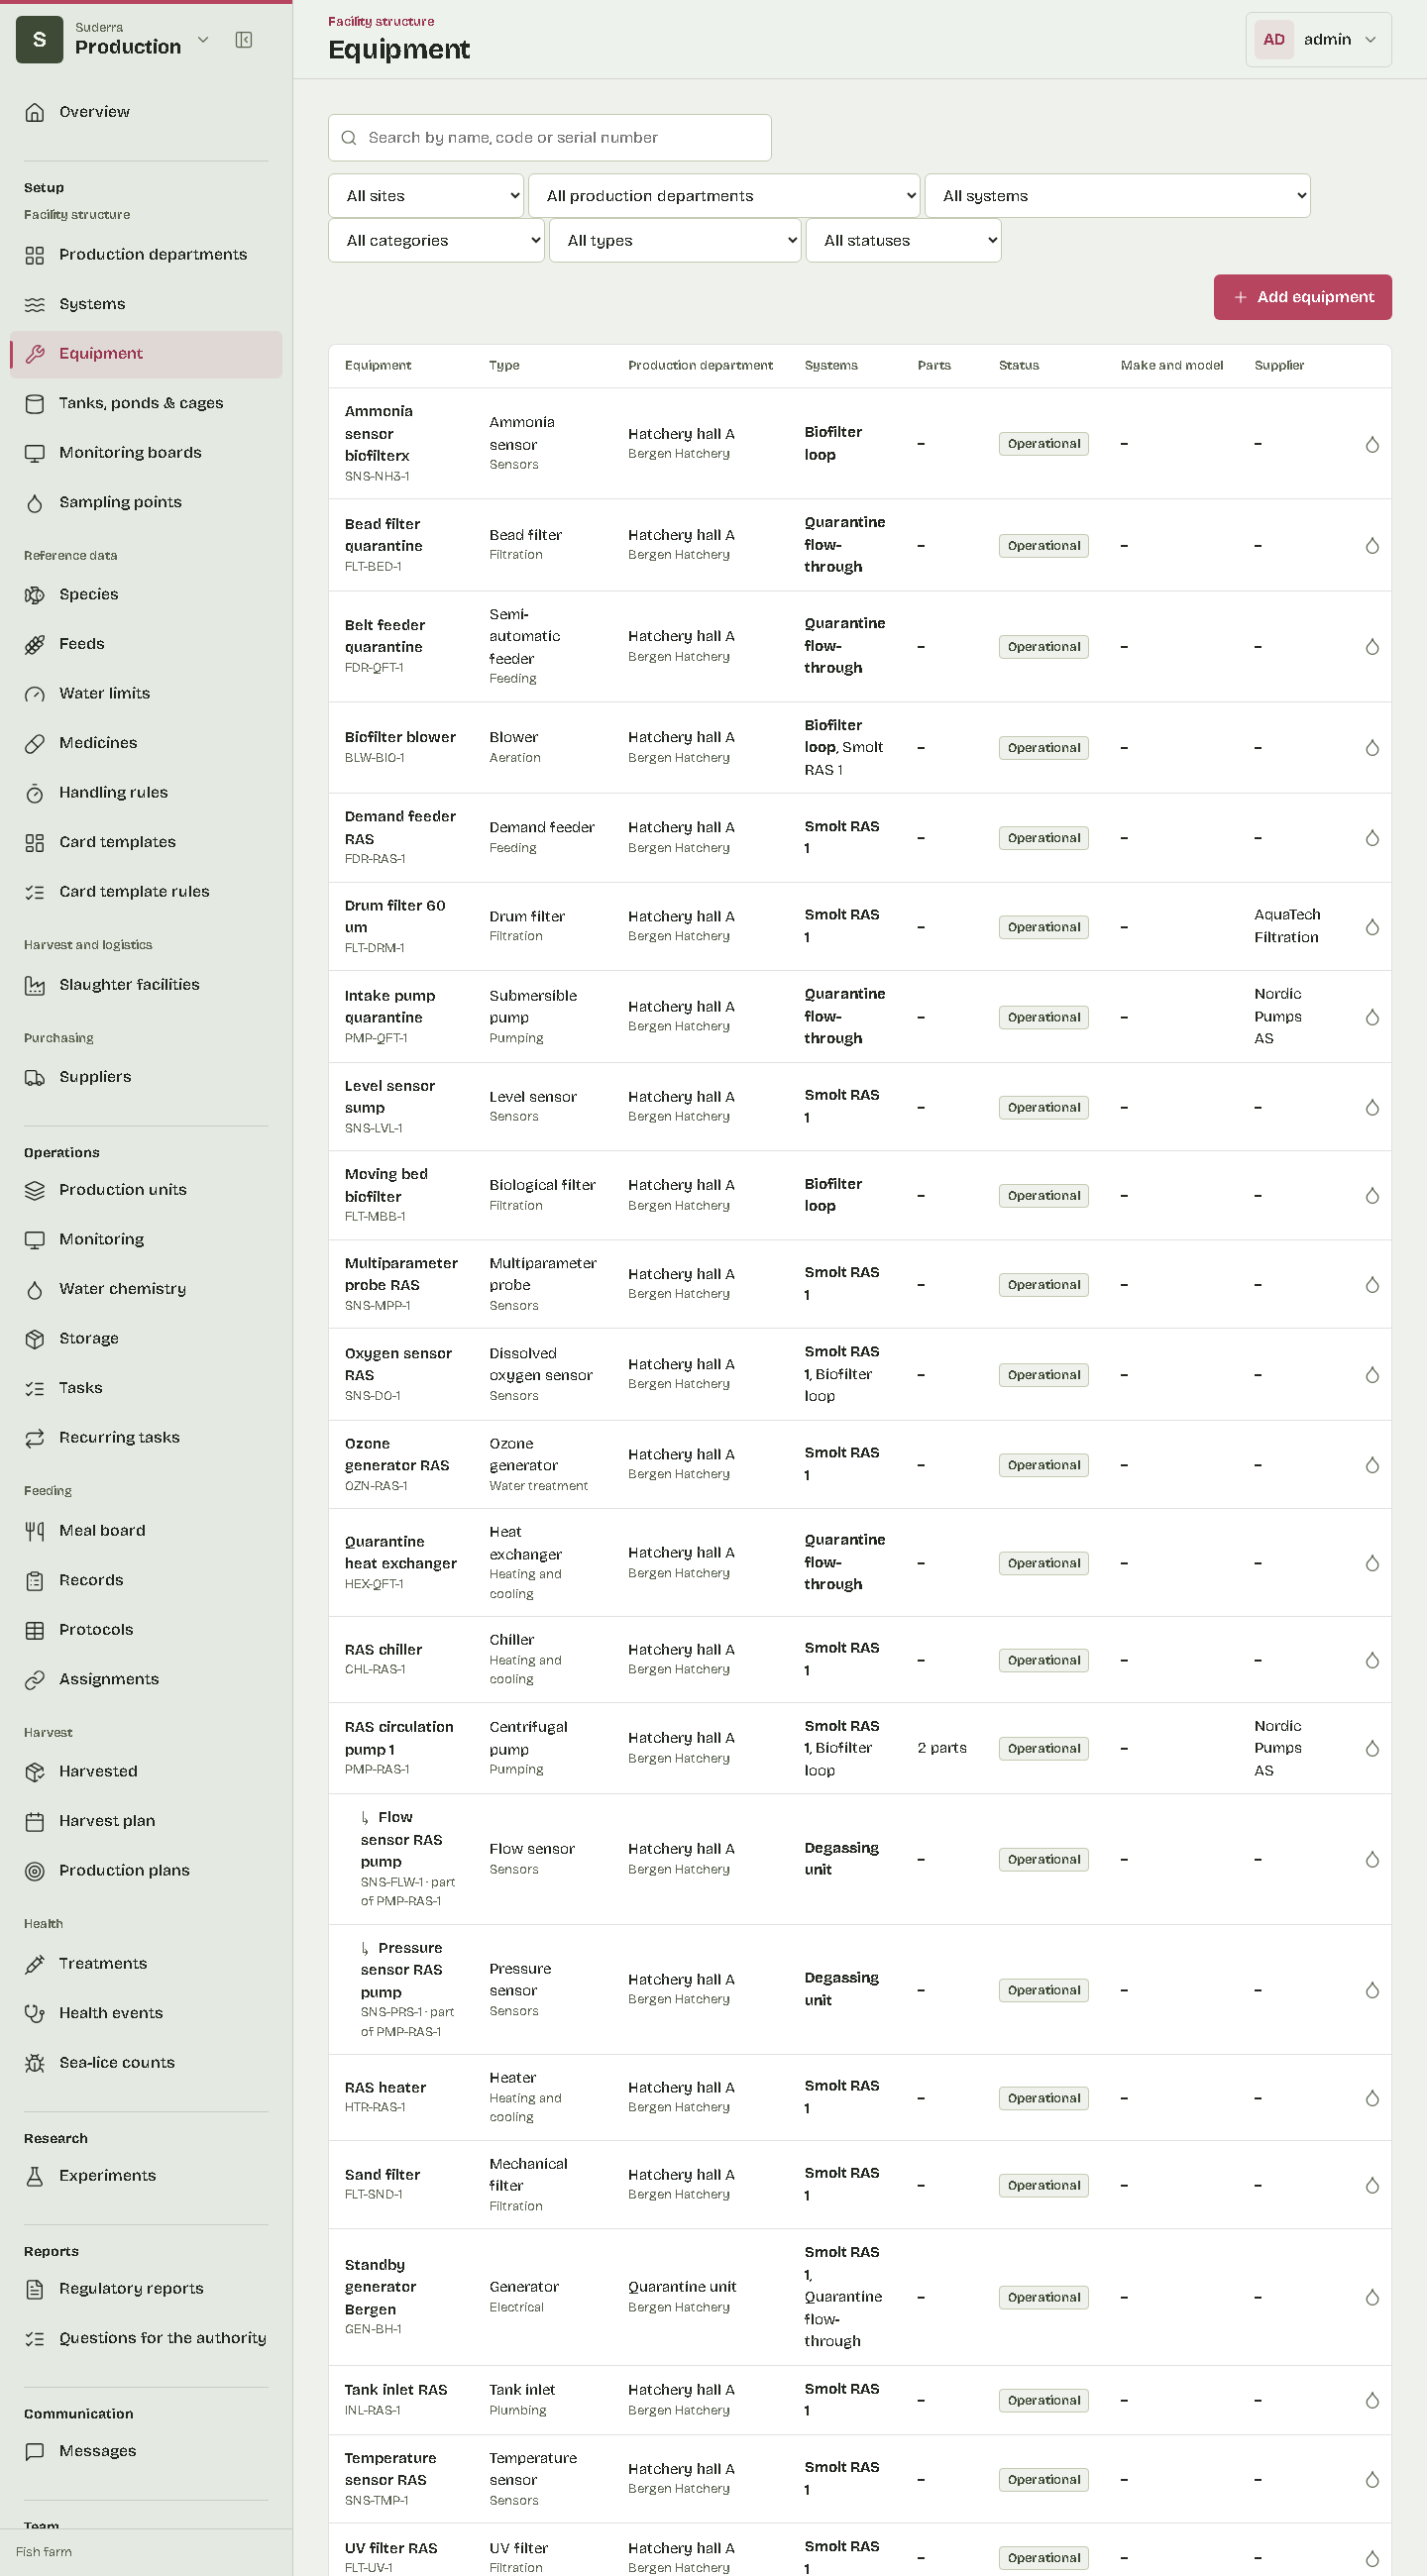 S
Suderra
Production
Overview
Setup
Facility structure
Production departments
Systems
Equipment
Tanks, ponds & cages
Monitoring boards
Sampling points
Reference data
Species
Feeds
Water limits
Medicines
Handling rules
Card templates
Card template rules
Harvest and logistics
Slaughter facilities
Purchasing
Suppliers
Operations
Production units
Monitoring
Water chemistry
Storage
Tasks
Recurring tasks
Feeding
Meal board
Records
Protocols
Assignments
Harvest
Harvested
Harvest plan
Production plans
Health
Treatments
Health events
Sea-lice counts
Research
Experiments
Reports
Regulatory reports
Questions for the authority
Communication
Messages
Team
Fish farm
Facility structure
Equipment
AD admin
Search by name, code or serial number
All sites All production departments All systems
All categories All types All statuses
+ Add equipment
Equipment Type Production department Systems Parts Status Make and model Supplier
Ammonia
sensor
biofilterx
SNS-NH3-1
Ammonia
sensor
Sensors
Hatchery hall A
Bergen Hatchery
Biofilter
loop
–
Operational
–
–
Bead filter
quarantine
FLT-BED-1
Bead filter
Filtration
Hatchery hall A
Bergen Hatchery
Quarantine
flow-
through
–
Operational
–
–
Belt feeder
quarantine
FDR-QFT-1
Semi-
automatic
feeder
Feeding
Hatchery hall A
Bergen Hatchery
Quarantine
flow-
through
–
Operational
–
–
Biofilter blower
BLW-BIO-1
Blower
Aeration
Hatchery hall A
Bergen Hatchery
Biofilter
loop, Smolt
RAS 1
–
Operational
–
–
Demand feeder
RAS
FDR-RAS-1
Demand feeder
Feeding
Hatchery hall A
Bergen Hatchery
Smolt RAS
1
–
Operational
–
–
Drum filter 60
um
FLT-DRM-1
Drum filter
Filtration
Hatchery hall A
Bergen Hatchery
Smolt RAS
1
–
Operational
–
AquaTech
Filtration
Intake pump
quarantine
PMP-QFT-1
Submersible
pump
Pumping
Hatchery hall A
Bergen Hatchery
Quarantine
flow-
through
–
Operational
–
Nordic
Pumps
AS
Level sensor
sump
SNS-LVL-1
Level sensor
Sensors
Hatchery hall A
Bergen Hatchery
Smolt RAS
1
–
Operational
–
–
Moving bed
biofilter
FLT-MBB-1
Biological filter
Filtration
Hatchery hall A
Bergen Hatchery
Biofilter
loop
–
Operational
–
–
Multiparameter
probe RAS
SNS-MPP-1
Multiparameter
probe
Sensors
Hatchery hall A
Bergen Hatchery
Smolt RAS
1
–
Operational
–
–
Oxygen sensor
RAS
SNS-DO-1
Dissolved
oxygen sensor
Sensors
Hatchery hall A
Bergen Hatchery
Smolt RAS
1, Biofilter
loop
–
Operational
–
–
Ozone
generator RAS
OZN-RAS-1
Ozone
generator
Water treatment
Hatchery hall A
Bergen Hatchery
Smolt RAS
1
–
Operational
–
–
Quarantine
heat exchanger
HEX-QFT-1
Heat
exchanger
Heating and
cooling
Hatchery hall A
Bergen Hatchery
Quarantine
flow-
through
–
Operational
–
–
RAS chiller
CHL-RAS-1
Chiller
Heating and
cooling
Hatchery hall A
Bergen Hatchery
Smolt RAS
1
–
Operational
–
–
RAS circulation
pump 1
PMP-RAS-1
Centrifugal
pump
Pumping
Hatchery hall A
Bergen Hatchery
Smolt RAS
1, Biofilter
loop
2 parts
Operational
–
Nordic
Pumps
AS
↳ Flow
sensor RAS
pump
SNS-FLW-1 · part
of PMP-RAS-1
Flow sensor
Sensors
Hatchery hall A
Bergen Hatchery
Degassing
unit
–
Operational
–
–
↳ Pressure
sensor RAS
pump
SNS-PRS-1 · part
of PMP-RAS-1
Pressure
sensor
Sensors
Hatchery hall A
Bergen Hatchery
Degassing
unit
–
Operational
–
–
RAS heater
HTR-RAS-1
Heater
Heating and
cooling
Hatchery hall A
Bergen Hatchery
Smolt RAS
1
–
Operational
–
–
Sand filter
FLT-SND-1
Mechanical
filter
Filtration
Hatchery hall A
Bergen Hatchery
Smolt RAS
1
–
Operational
–
–
Standby
generator
Bergen
GEN-BH-1
Generator
Electrical
Quarantine unit
Bergen Hatchery
Smolt RAS
1,
Quarantine
flow-
through
–
Operational
–
–
Tank inlet RAS
INL-RAS-1
Tank inlet
Plumbing
Hatchery hall A
Bergen Hatchery
Smolt RAS
1
–
Operational
–
–
Temperature
sensor RAS
SNS-TMP-1
Temperature
sensor
Sensors
Hatchery hall A
Bergen Hatchery
Smolt RAS
1
–
Operational
–
–
UV filter RAS
FLT-UV-1
UV filter
Filtration
Hatchery hall A
Bergen Hatchery
Smolt RAS
1
–
Operational
–
–